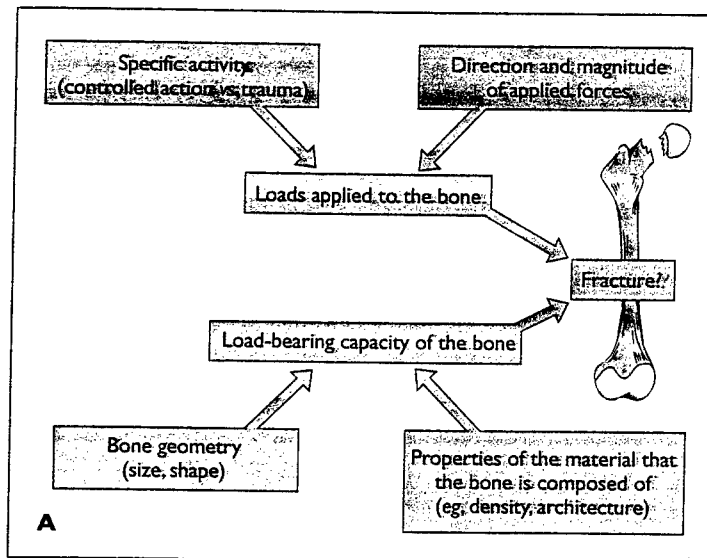 Specific activity
(controlled action vs trauma)
Direction and magnitude
of applied forces
Loads applied to the bone
Fracture?
Load-bearing capacity of the bone
Bone geometry
(size, shape)
Properties of the material that
the bone is composed of
(eg, density, architecture)
A